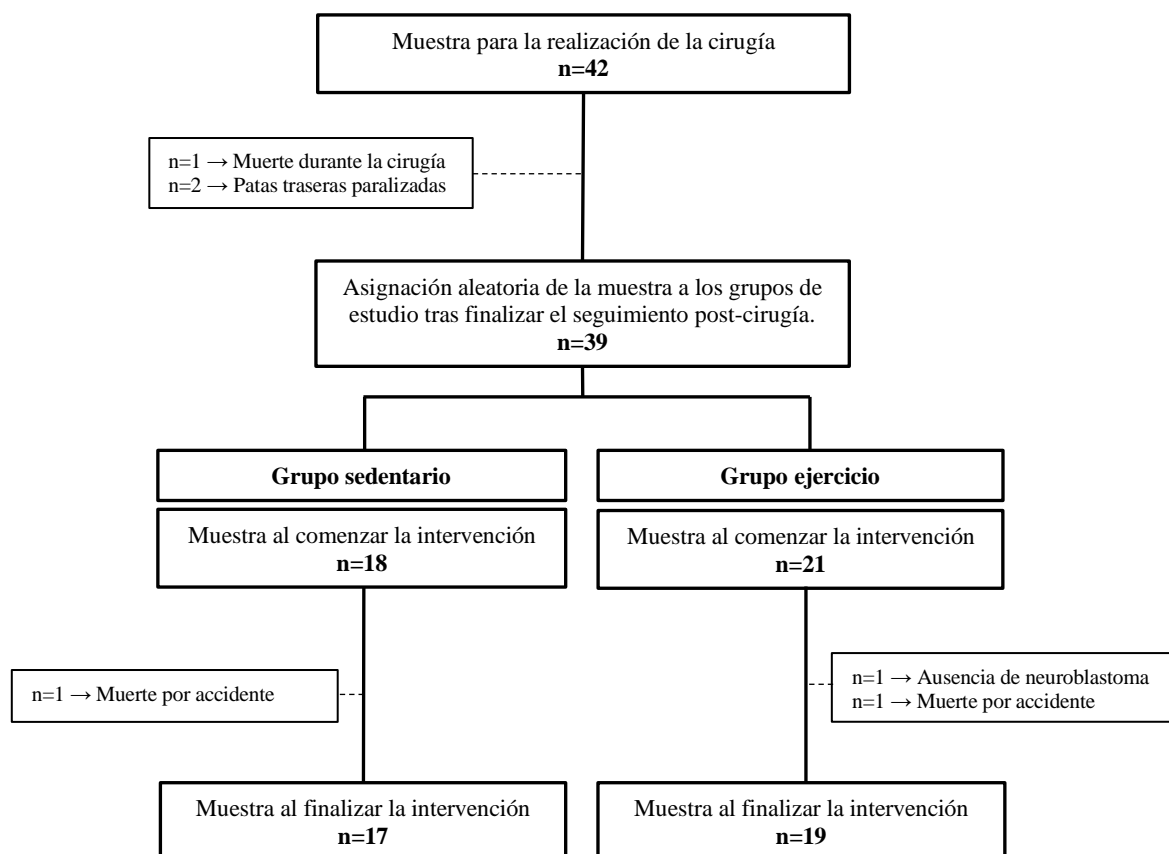 Muestra para la realización de la cirugía
n=42
n=1 → Muerte durante la cirugía
n=2 → Patas traseras paralizadas
Asignación aleatoria de la muestra a los grupos de
estudio tras finalizar el seguimiento post-cirugía.
n=39
Grupo sedentario
Muestra al comenzar la intervención
n=18
Grupo ejercicio
Muestra al comenzar la intervención
n=21
n=1 → Muerte por accidente
n=1 → Ausencia de neuroblastoma
n=1 → Muerte por accidente
Muestra al finalizar la intervención
n=17
Muestra al finalizar la intervención
n=19